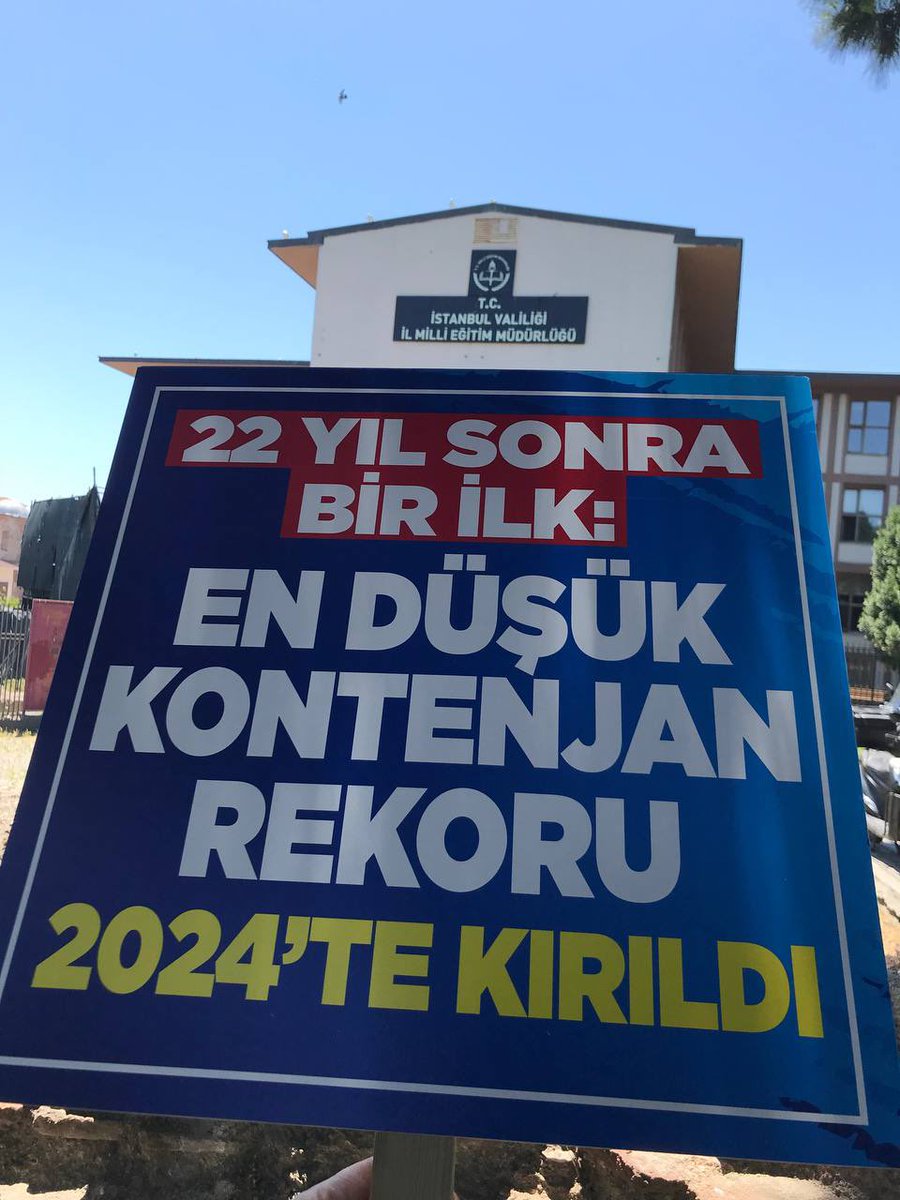 T.C.
İSTANBUL VALİLİĞİ
İL MİLLİ EĞİTİM MÜDÜRLÜĞÜ
22 YIL SONRA
BİR İLK:
EN DÜŞÜK
KONTENJAN
REKORU
2024'TE KIRILDI